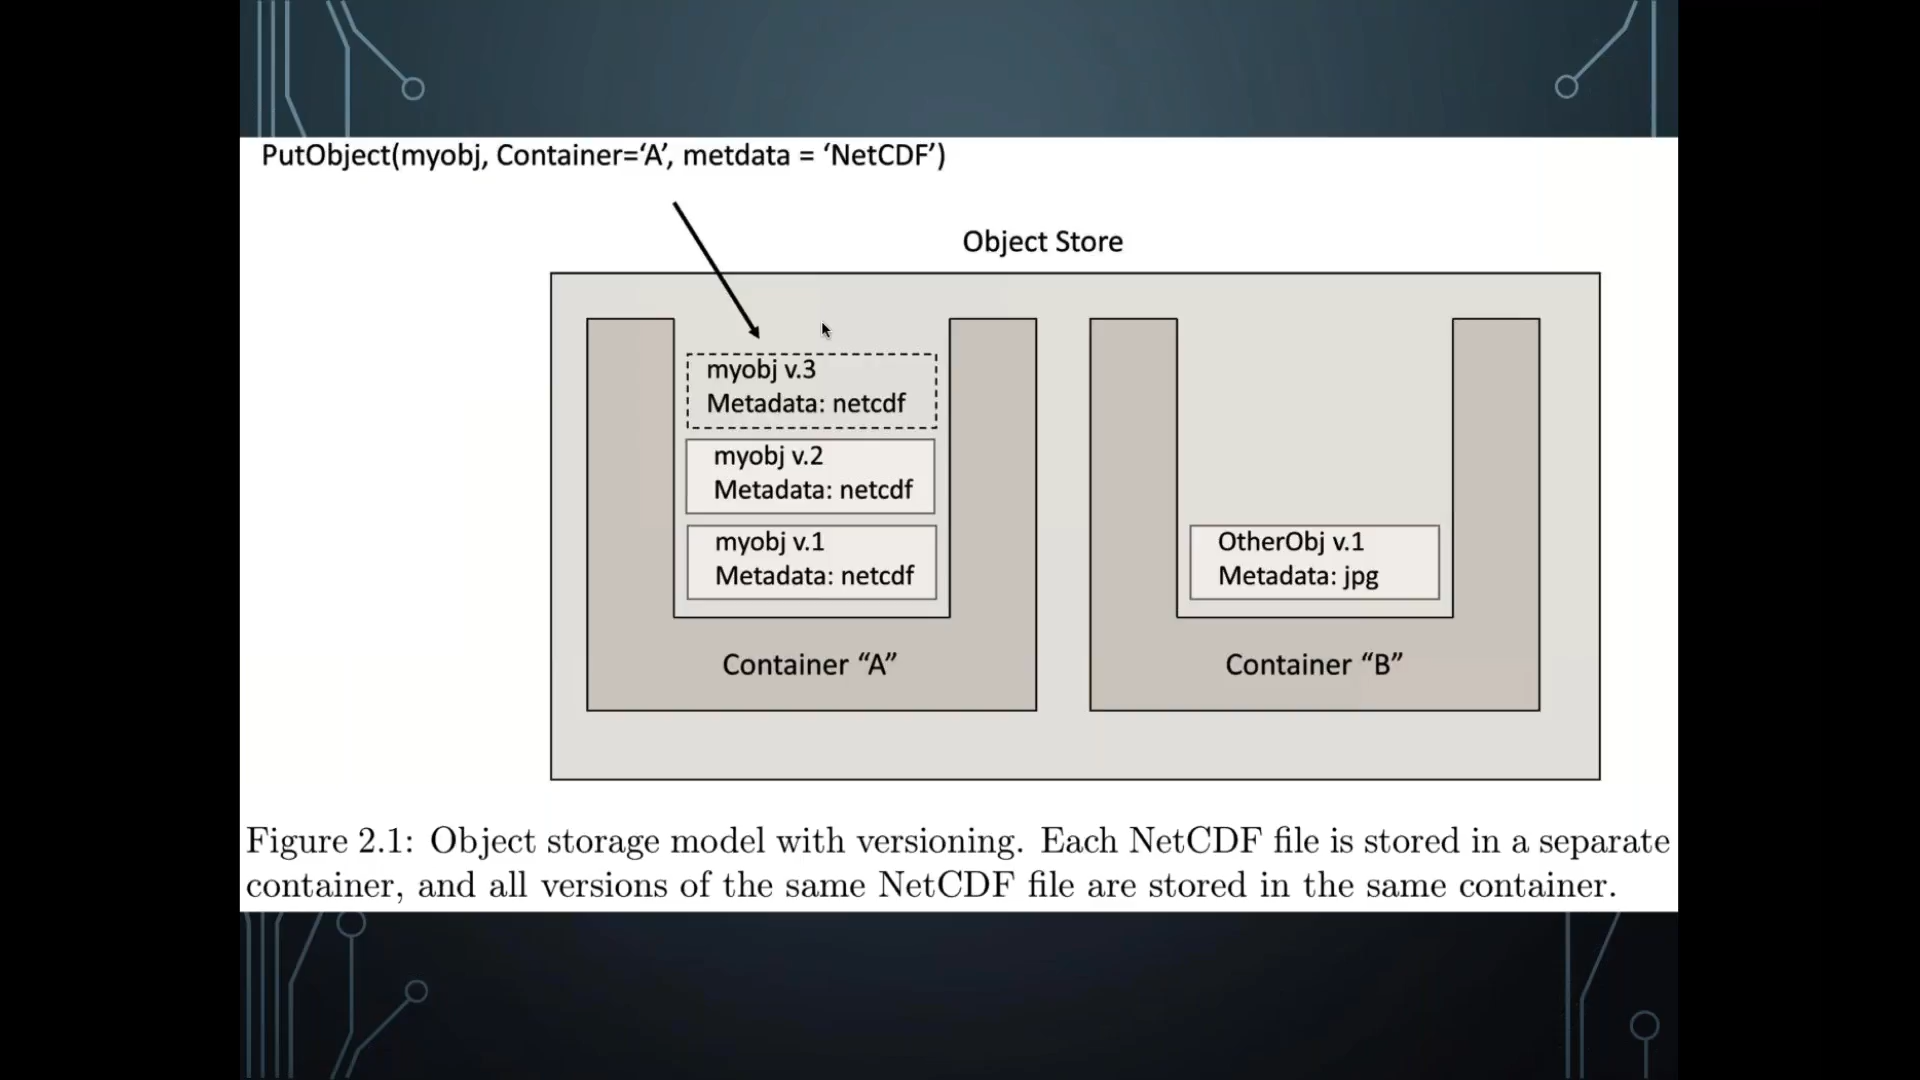 PutObject(myobj, Container=‘A’, metdata = ‘NetCDF’)
Object Store
myobj v.3
Metadata: netcdf
myobj v.2
Metadata: netcdf
myobj v.1
Metadata: netcdf
Container “A”
OtherObj v.1
Metadata: jpg
Container “B”
Figure 2.1: Object storage model with versioning. Each NetCDF file is stored in a separate
container, and all versions of the same NetCDF file are stored in the same container.